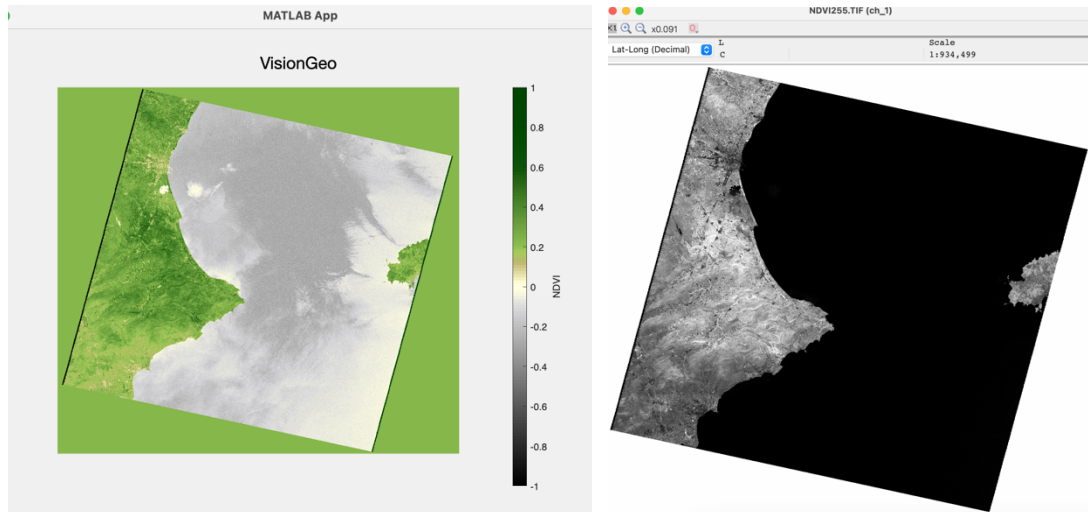 MATLAB App
VisionGeo
1
0.8
0.6
0.4
0.2
0
-0.2
-0.4
-0.6
-0.8
-1
NDVI
NDVI255.TIF (ch_1)
x0.091
Lat-Long (Decimal)
L
C
Scale
1:934,499